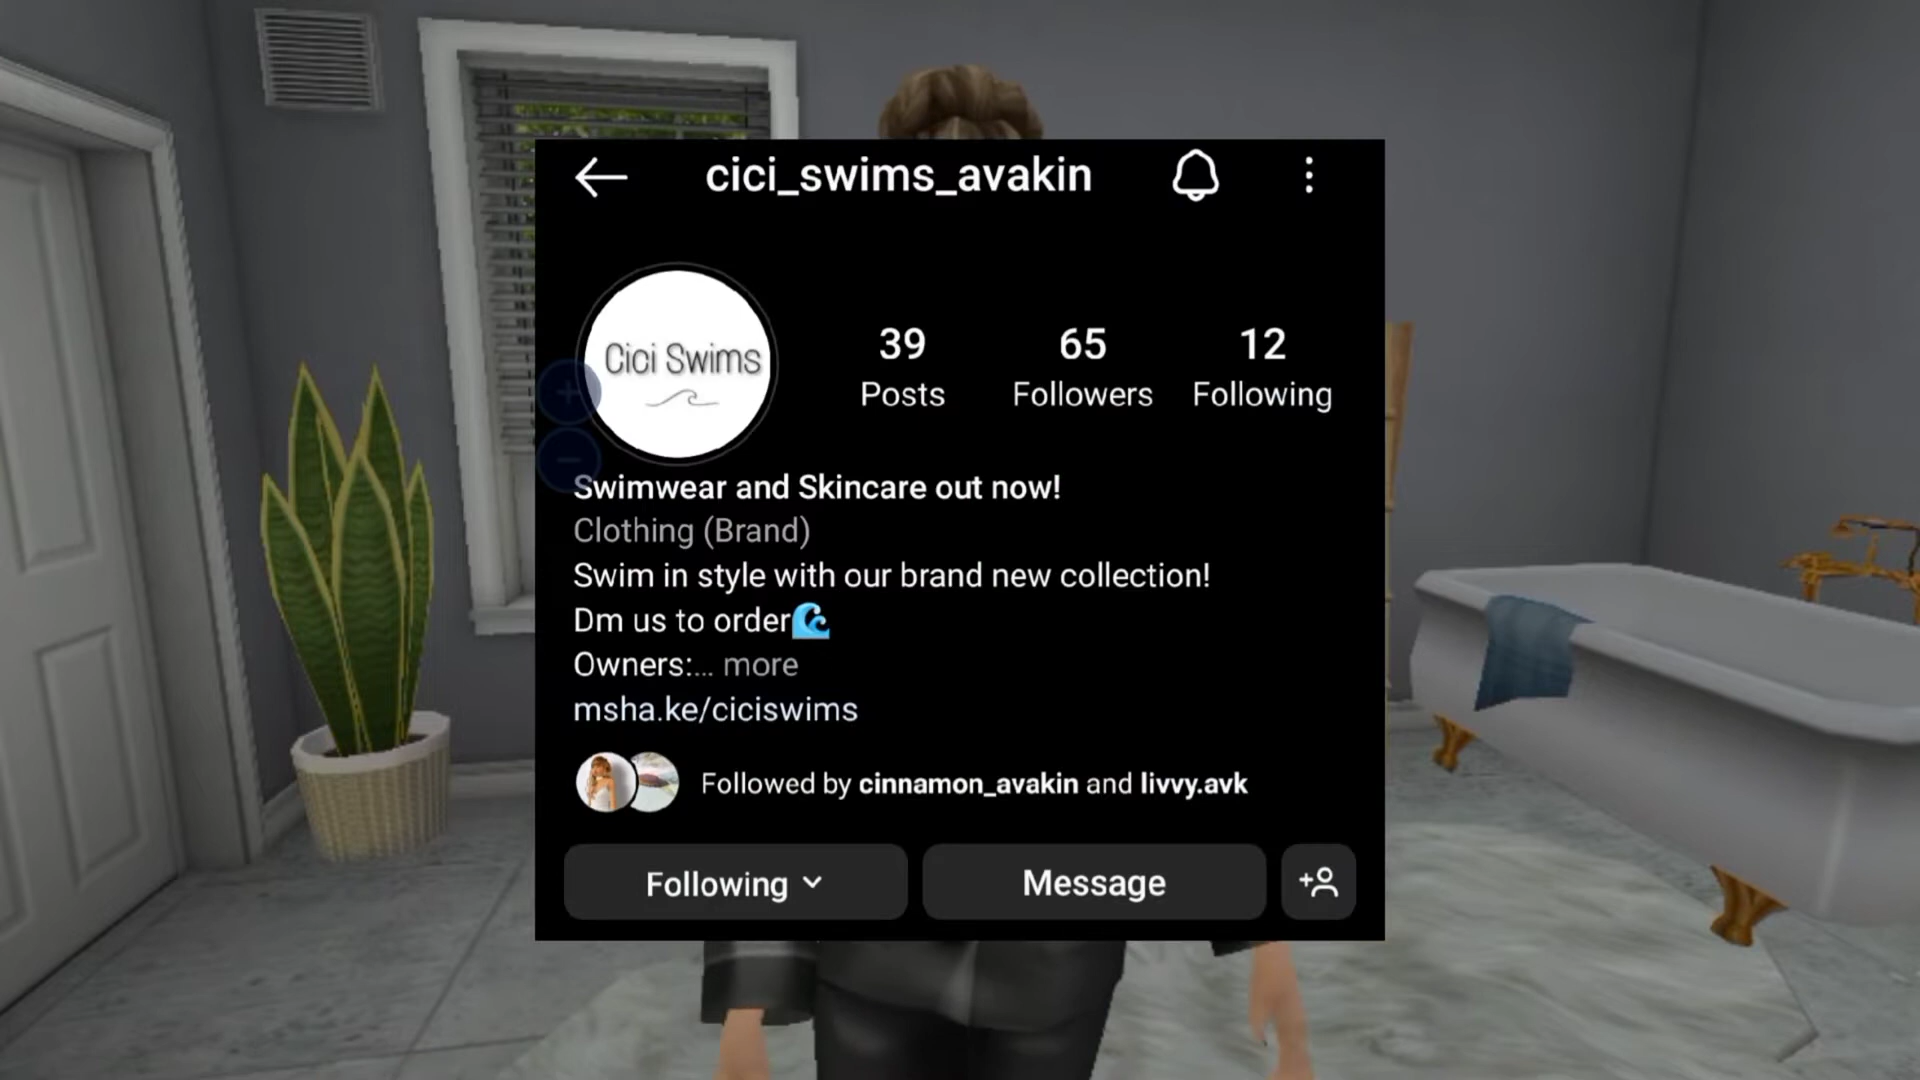 cici_swims_avakin
Cici Swims
39
Posts
65
Followers
12
Following
Swimwear and Skincare out now!
Clothing (Brand)
Swim in style with our brand new collection!
Dm us to order🌊
Owners:... more
msha.ke/ciciswims
Followed by cinnamon_avakin and livvy.avk
Following
Message